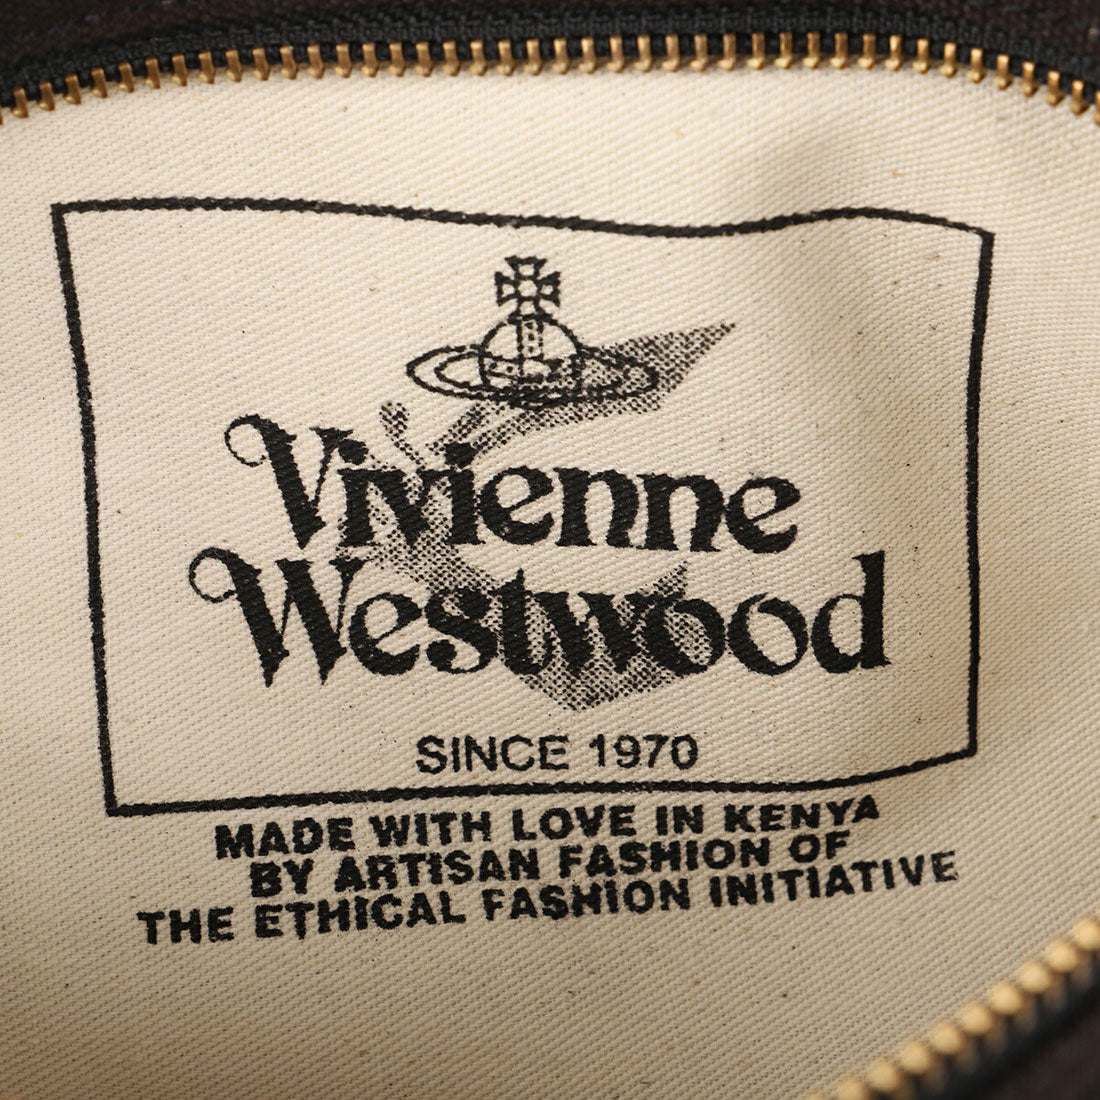 Vivienne
Westwood
SINCE 1970
MADE WITH LOVE IN KENYA
BY ARTISAN FASHION OF
THE ETHICAL FASHION INITIATIVE